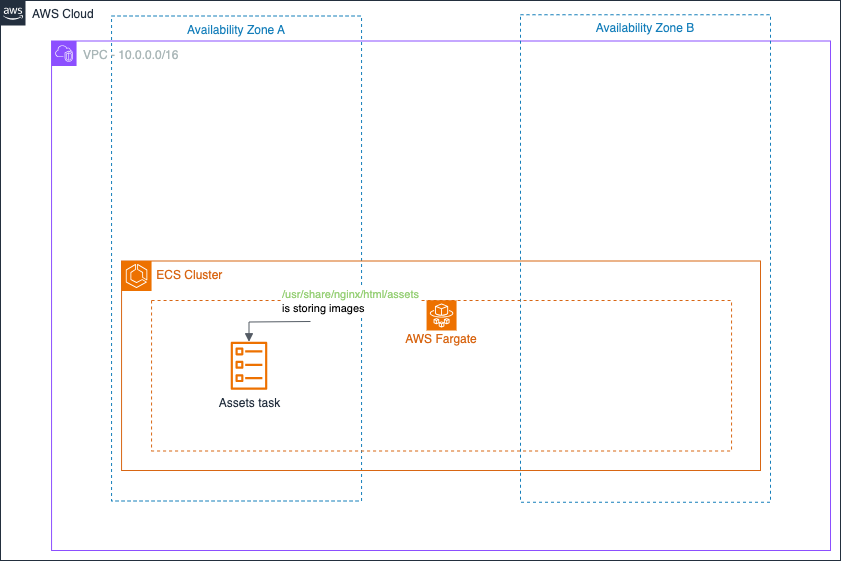 aws
AWS Cloud
Availability Zone A
Availability Zone B
VPC - 10.0.0.0/16
ECS Cluster
/usr/share/nginx/html/assets
is storing images
AWS Fargate
Assets task